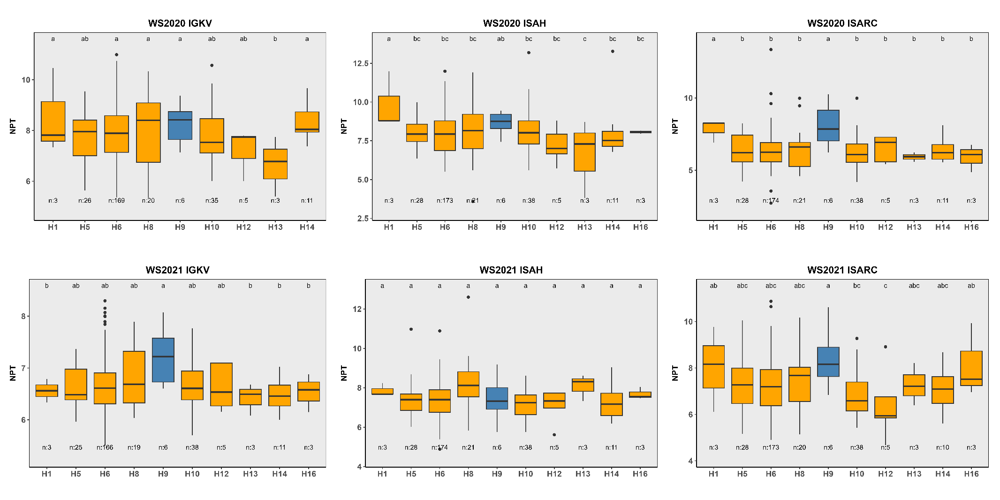 WS2020 IGKV
a ab a a a ab ab b a
NPT
10
8
6
n:3 n:26 n:169 n:20 n:6 n:35 n:5 n:3 n:11
H1 H5 H6 H8 H9 H10 H12 H13 H14
WS2020 ISAH
a bc bc bc ab bc bc c bc bc
NPT
12.5
10.0
7.5
5.0
2.5
n:3 n:28 n:173 n:21 n:6 n:38 n:5 n:3 n:11 n:3
H1 H5 H6 H8 H9 H10 H12 H13 H14 H16
WS2020 ISARC
a b b b a b b b b b
NPT
10
5
n:3 n:28 n:174 n:21 n:6 n:38 n:5 n:3 n:11 n:3
H1 H5 H6 H8 H9 H10 H12 H13 H14 H16
WS2021 IGKV
b ab ab ab a ab ab b b b
NPT
8
7
6
n:3 n:25 n:166 n:19 n:6 n:38 n:5 n:3 n:11 n:3
H1 H5 H6 H8 H9 H10 H12 H13 H14 H16
WS2021 ISAH
a a a a a a a a a a
NPT
12
10
8
6
4
n:3 n:28 n:174 n:21 n:6 n:38 n:5 n:3 n:11 n:3
H1 H5 H6 H8 H9 H10 H12 H13 H14 H16
WS2021 ISARC
ab abc abc abc a bc c abc abc ab
NPT
10
8
6
4
n:3 n:28 n:173 n:20 n:6 n:38 n:5 n:3 n:10 n:3
H1 H5 H6 H8 H9 H10 H12 H13 H14 H16